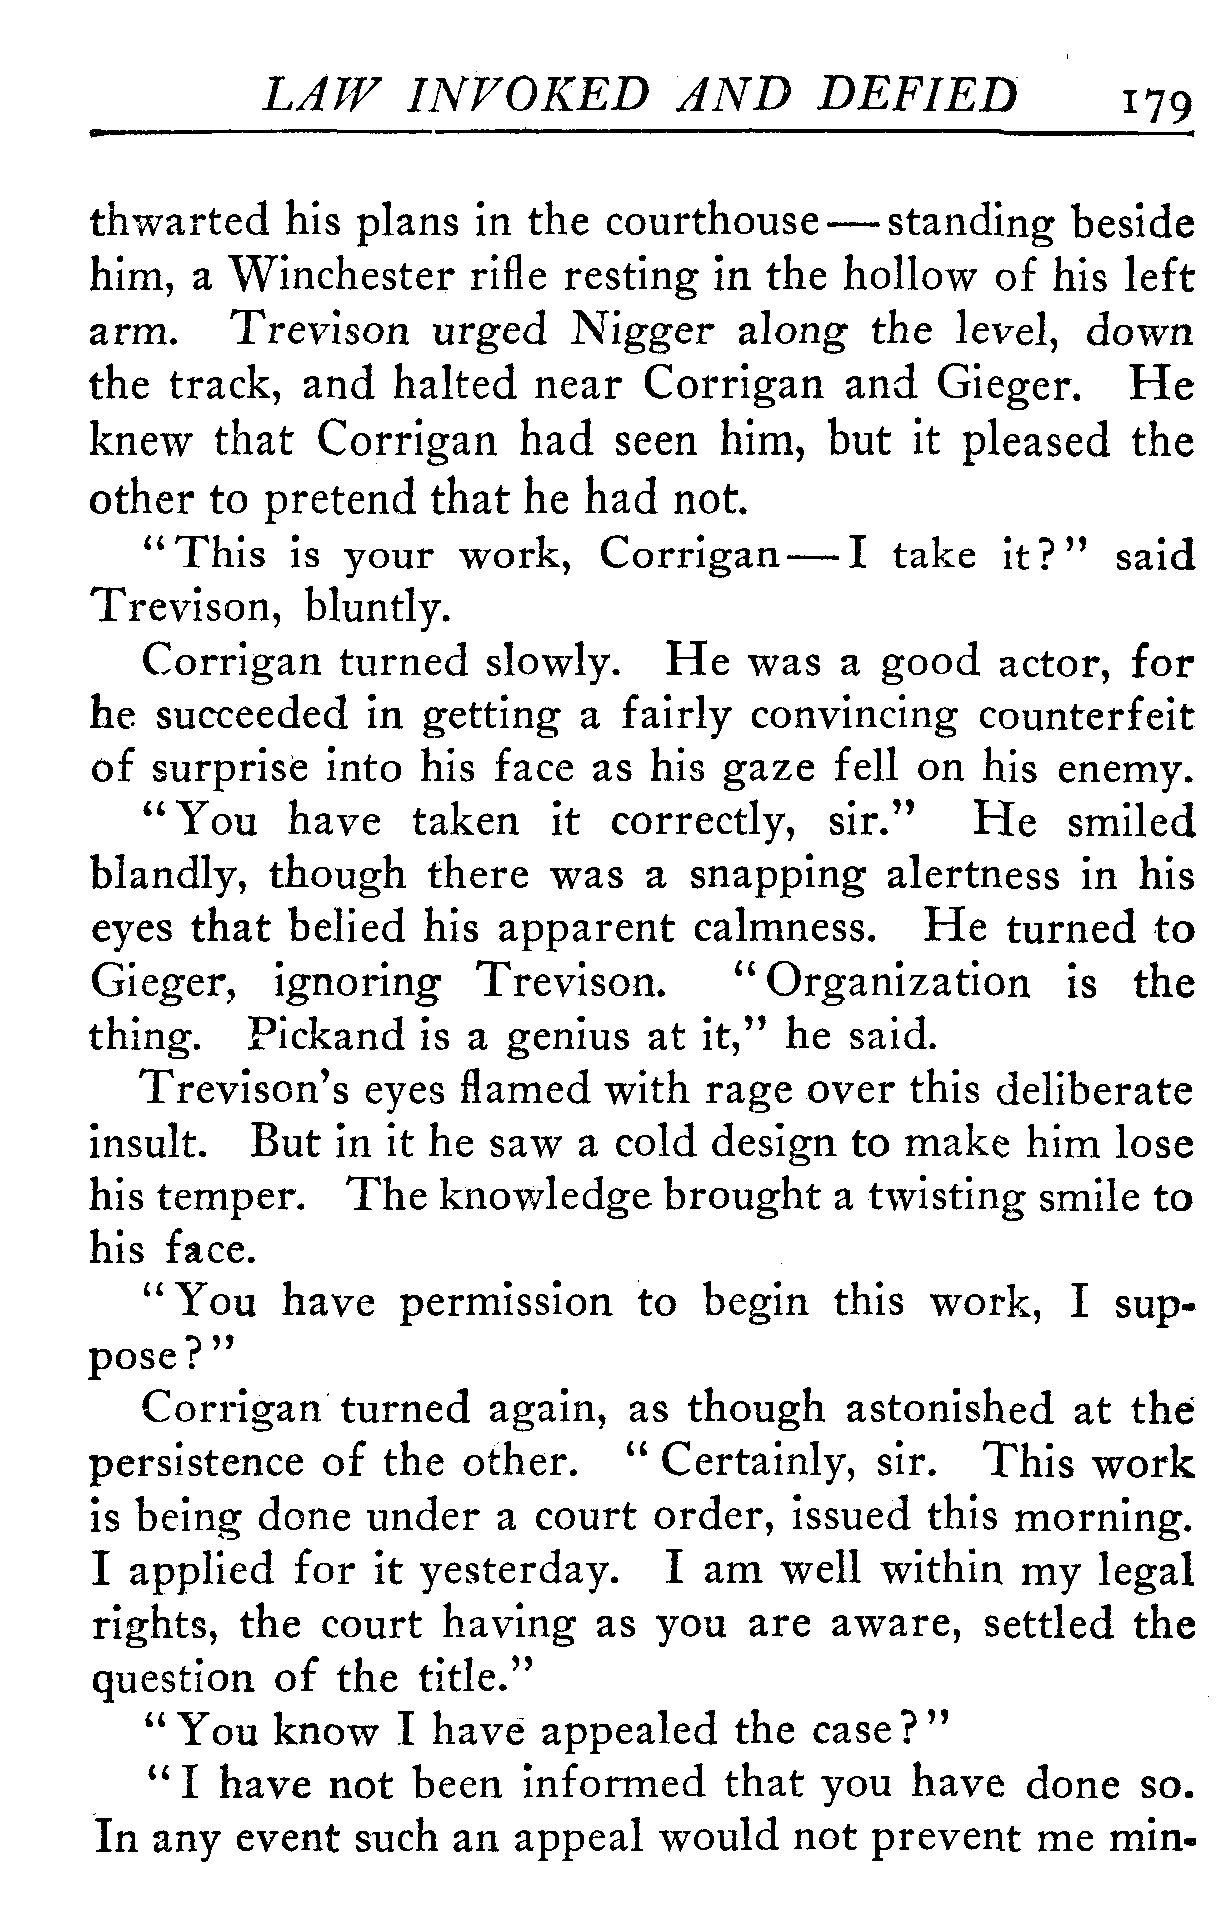 LAW INVOKED AND DEFIED 179
thwarted his plans in the courthouse — standing beside
him, a Winchester rifle resting in the hollow of his left
arm. Trevison urged Nigger along the level, down
the track, and halted near Corrigan and Gieger. He
knew that Corrigan had seen him, but it pleased the
other to pretend that he had not.
“This is your work, Corrigan — I take it?” said
Trevison, bluntly.
Corrigan turned slowly. He was a good actor, for
he succeeded in getting a fairly convincing counterfeit
of surprise into his face as his gaze fell on his enemy.
“You have taken it correctly, sir.” He smiled
blandly, though there was a snapping alertness in his
eyes that belied his apparent calmness. He turned to
Gieger, ignoring Trevison. “Organization is the
thing. Pickand is a genius at it,” he said.
Trevison’s eyes flamed with rage over this deliberate
insult. But in it he saw a cold design to make him lose
his temper. The knowledge brought a twisting smile to
his face.
“You have permission to begin this work, I sup-
pose?”
Corrigan turned again, as though astonished at the
persistence of the other. “Certainly, sir. This work
is being done under a court order, issued this morning.
I applied for it yesterday. I am well within my legal
rights, the court having as you are aware, settled the
question of the title.”
“You know I have appealed the case?”
“I have not been informed that you have done so.
In any event such an appeal would not prevent me min-